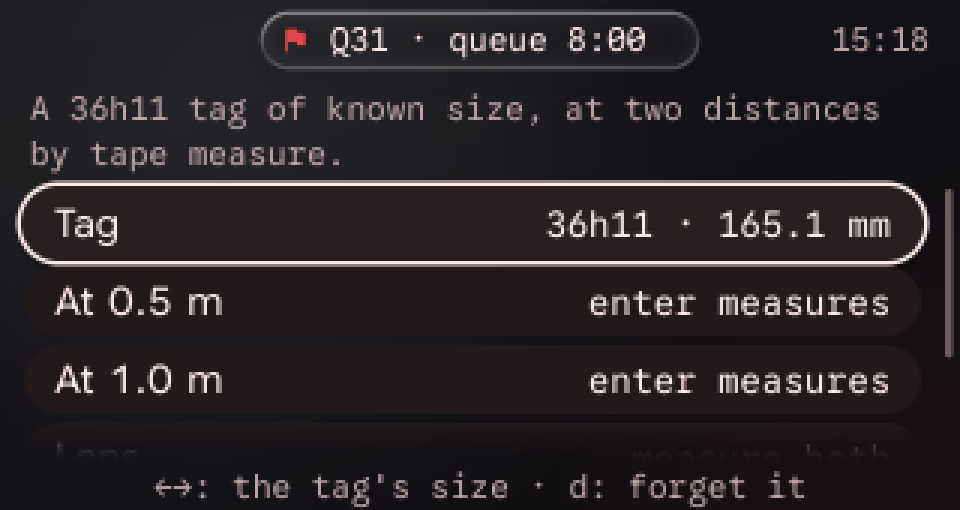 Q31 · queue 8:00
15:18
A 36h11 tag of known size, at two distances
by tape measure.
Tag 36h11 · 165.1 mm
At 0.5 m enter measures
At 1.0 m enter measures
↔: the tag's size · d: forget it